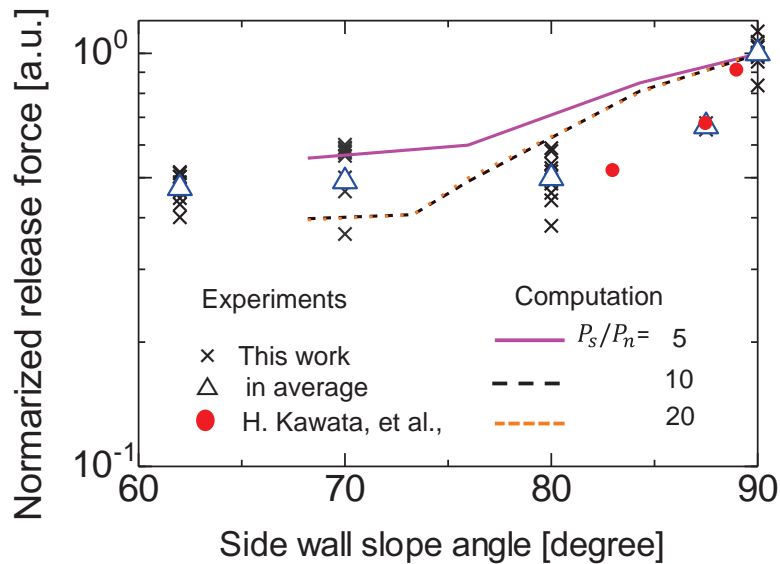 Normarized release force [a.u.]
10^0
10^-1
Experiments
× This work
in average
H. Kawata, et al.,
Computation
P_s/P_n= 5
10
20
60 70 80 90
Side wall slope angle [degree]